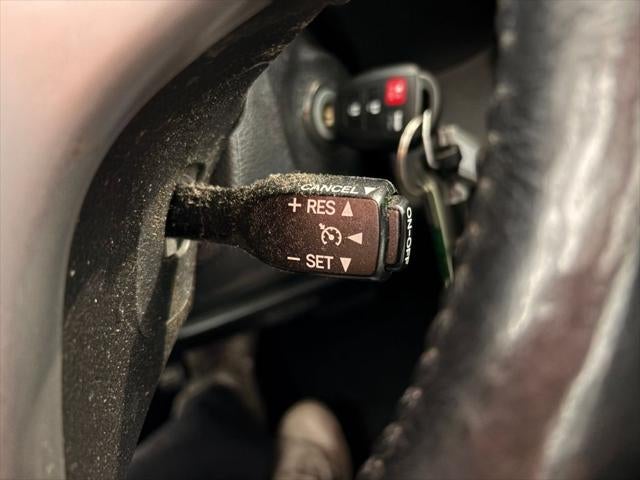 CANCEL ▼
+ RES ▲
◀
− SET ▼
ON-OFF